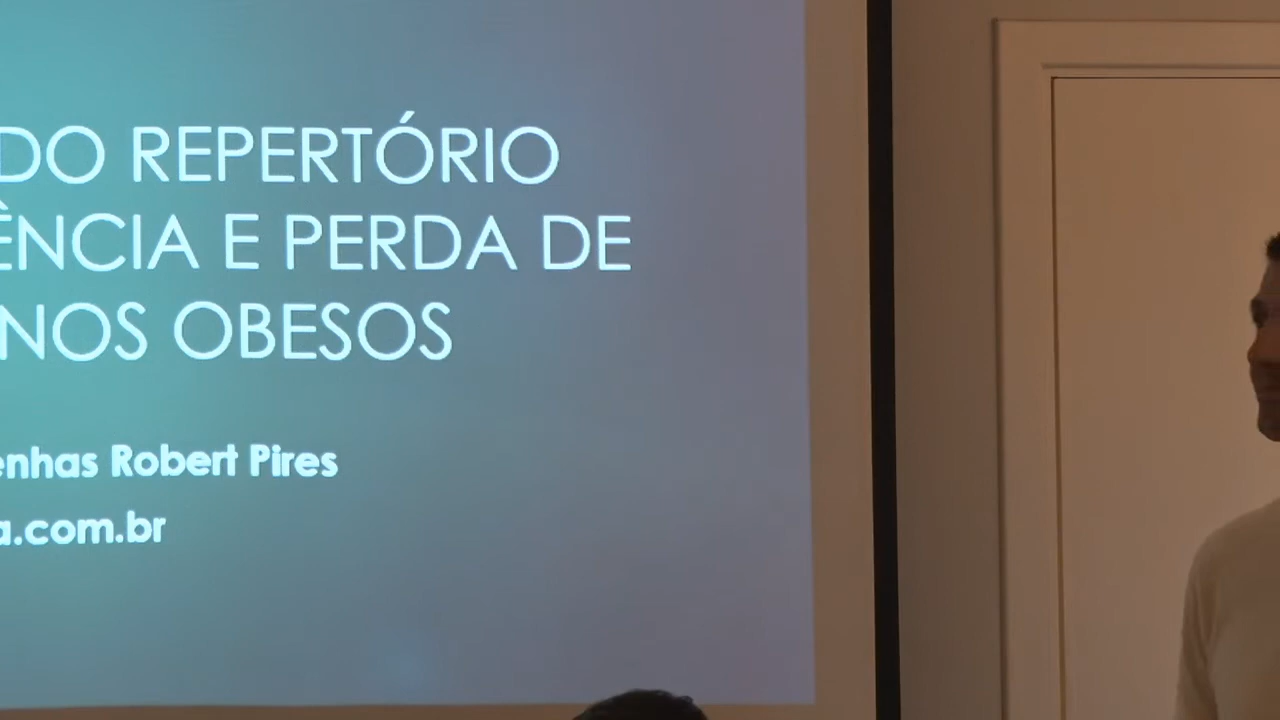 DO REPERTÓRIO
ÊNCIA E PERDA DE
NOS OBESOS
enhas Robert Pires
a.com.br